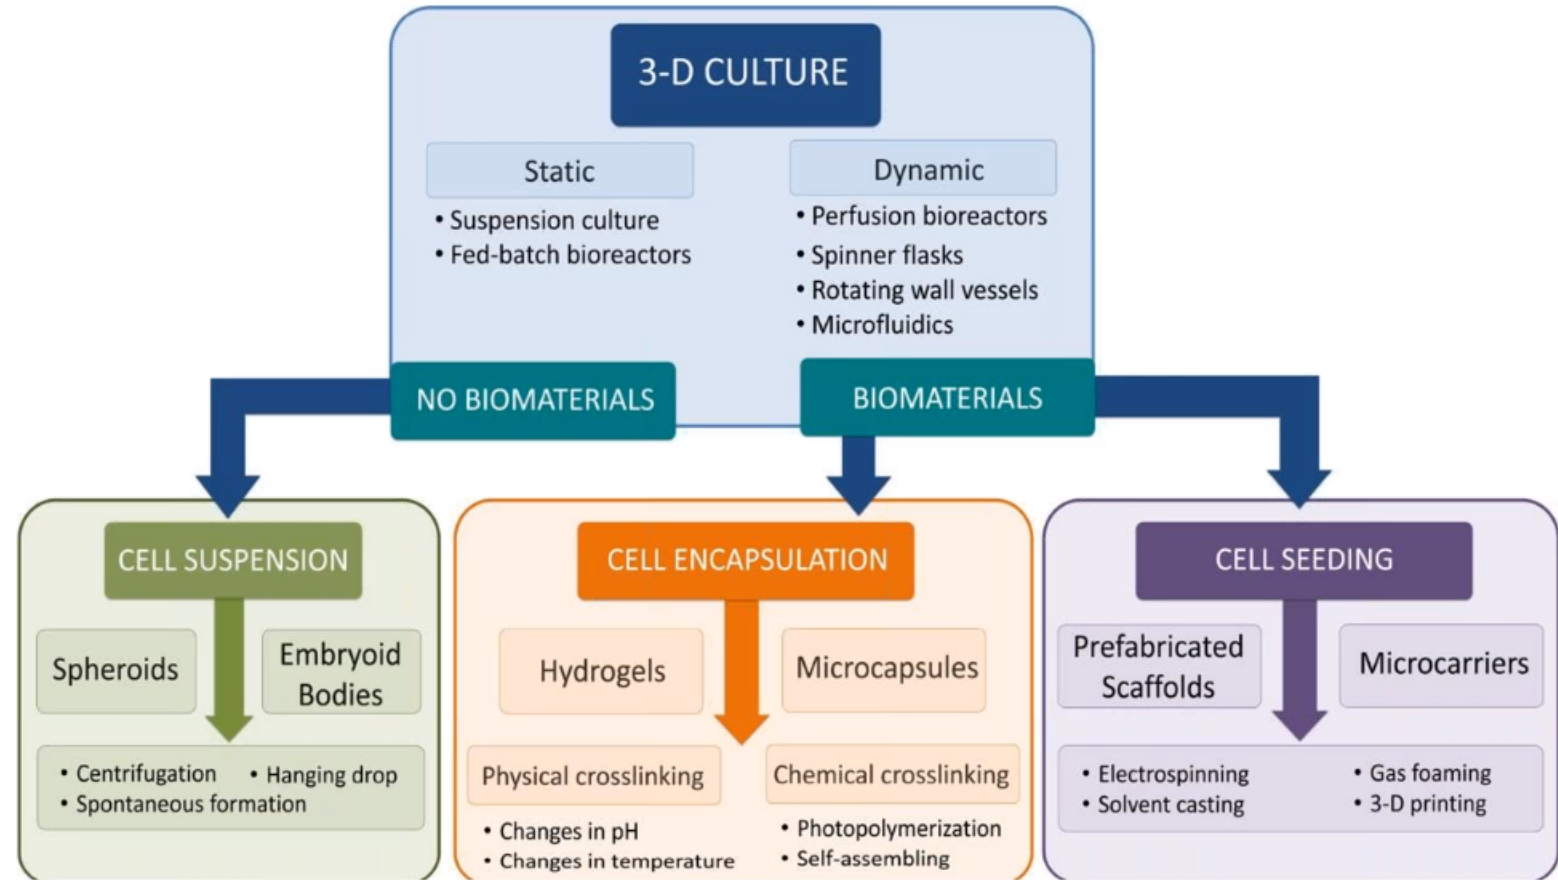 3-D CULTURE
Static
• Suspension culture
• Fed-batch bioreactors
Dynamic
• Perfusion bioreactors
• Spinner flasks
• Rotating wall vessels
• Microfluidics
NO BIOMATERIALS
BIOMATERIALS
CELL SUSPENSION
Spheroids
Embryoid
Bodies
• Centrifugation
• Hanging drop
• Spontaneous formation
CELL ENCAPSULATION
Hydrogels
Microcapsules
Physical crosslinking
• Changes in pH
• Changes in temperature
Chemical crosslinking
• Photopolymerization
• Self-assembling
CELL SEEDING
Prefabricated
Scaffolds
Microcarriers
• Electrospinning
• Solvent casting
• Gas foaming
• 3-D printing